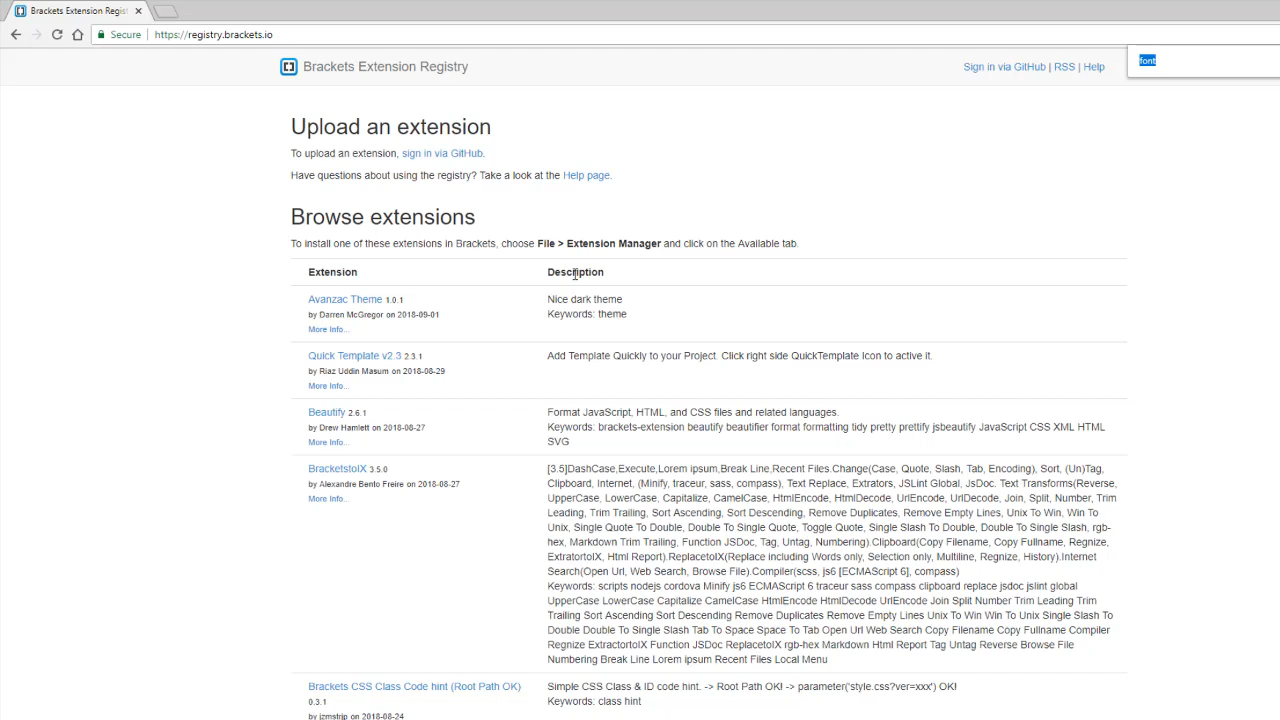 Brackets Extension Regist
Secure
https://registry.brackets.io
font
Brackets Extension Registry
Sign in via GitHub | RSS | Help
Upload an extension
To upload an extension, sign in via GitHub.
Have questions about using the registry? Take a look at the Help page.
Browse extensions
To install one of these extensions in Brackets, choose File > Extension Manager and click on the Available tab.
Extension
Description
Avanzac Theme 1.0.1
by Darren McGregor on 2018-09-01
More Info...
Nice dark theme
Keywords: theme
Quick Template v2.3 2.3.1
by Riaz Uddin Masum on 2018-08-29
More Info...
Add Template Quickly to your Project. Click right side QuickTemplate Icon to active it.
Beautify 2.6.1
by Drew Hamlett on 2018-08-27
More Info...
Format JavaScript, HTML, and CSS files and related languages.
Keywords: brackets-extension beautify beautifier format formatting tidy pretty prettify jsbeautify JavaScript CSS XML HTML
SVG
BracketstoIX 3.5.0
by Alexandre Bento Freire on 2018-08-27
More Info...
[3.5]DashCase,Execute,Lorem ipsum,Break Line,Recent Files.Change(Case, Quote, Slash, Tab, Encoding), Sort, (Un)Tag,
Clipboard, Internet, (Minify, traceur, sass, compass), Text Replace, Extrators, JSLint Global, JsDoc. Text Transforms(Reverse,
UpperCase, LowerCase, Capitalize, CamelCase, HtmlEncode, HtmlDecode, UrlEncode, UrlDecode, Join, Split, Number, Trim
Leading, Trim Trailing, Sort Ascending, Sort Descending, Remove Duplicates, Remove Empty Lines, Unix To Win, Win To
Unix, Single Quote To Double, Double To Single Quote, Toggle Quote, Single Slash To Double, Double To Single Slash, rgb-
hex, Markdown Trim Trailing, Function JSDoc, Tag, Untag, Numbering).Clipboard(Copy Filename, Copy Fullname, Regnize,
ExtratortoIX, Html Report).ReplacetoIX(Replace including Words only, Selection only, Multiline, Regnize, History).Internet
Search(Open Url, Web Search, Browse File).Compiler(scss, js6 [ECMAScript 6], compass)
Keywords: scripts nodejs cordova Minify js6 ECMAScript 6 traceur sass compass clipboard replace jsdoc jslint global
UpperCase LowerCase Capitalize CamelCase HtmlEncode HtmlDecode UrlEncode UrlDecode Join Split Number Trim Leading Trim
Trailing Sort Ascending Sort Descending Remove Duplicates Remove Empty Lines Unix To Win Win To Unix Single Slash To
Double Double To Single Slash Tab To Space Space To Tab Open Url Web Search Copy Filename Copy Fullname Compiler
Regnize ExtractortoIX Function JSDoc ReplacetoIX rgb-hex Markdown Html Report Tag Untag Reverse Browse File
Numbering Break Line Lorem ipsum Recent Files Local Menu
Brackets CSS Class Code hint (Root Path OK)
0.3.1
by jzmstrjp on 2018-08-24
Simple CSS Class & ID code hint. -> Root Path OK! -> parameter('style.css?ver=xxx') OK!
Keywords: class hint